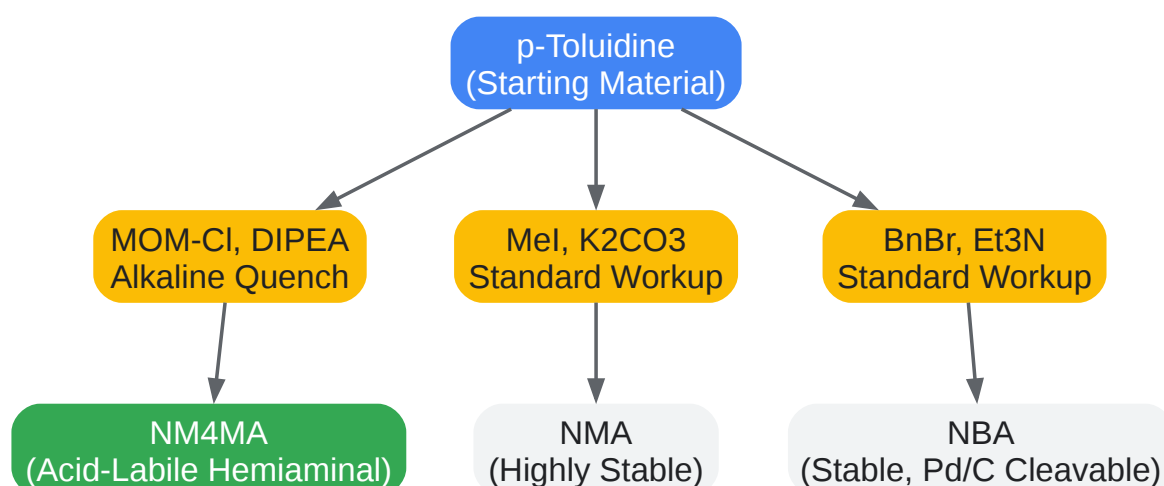 p-Toluidine
(Starting Material)
MOM-Cl, DIPEA
Alkaline Quench
MeI, K2CO3
Standard Workup
BnBr, Et3N
Standard Workup
NM4MA
(Acid-Labile Hemiaminal)
NMA
(Highly Stable)
NBA
(Stable, Pd/C Cleavable)